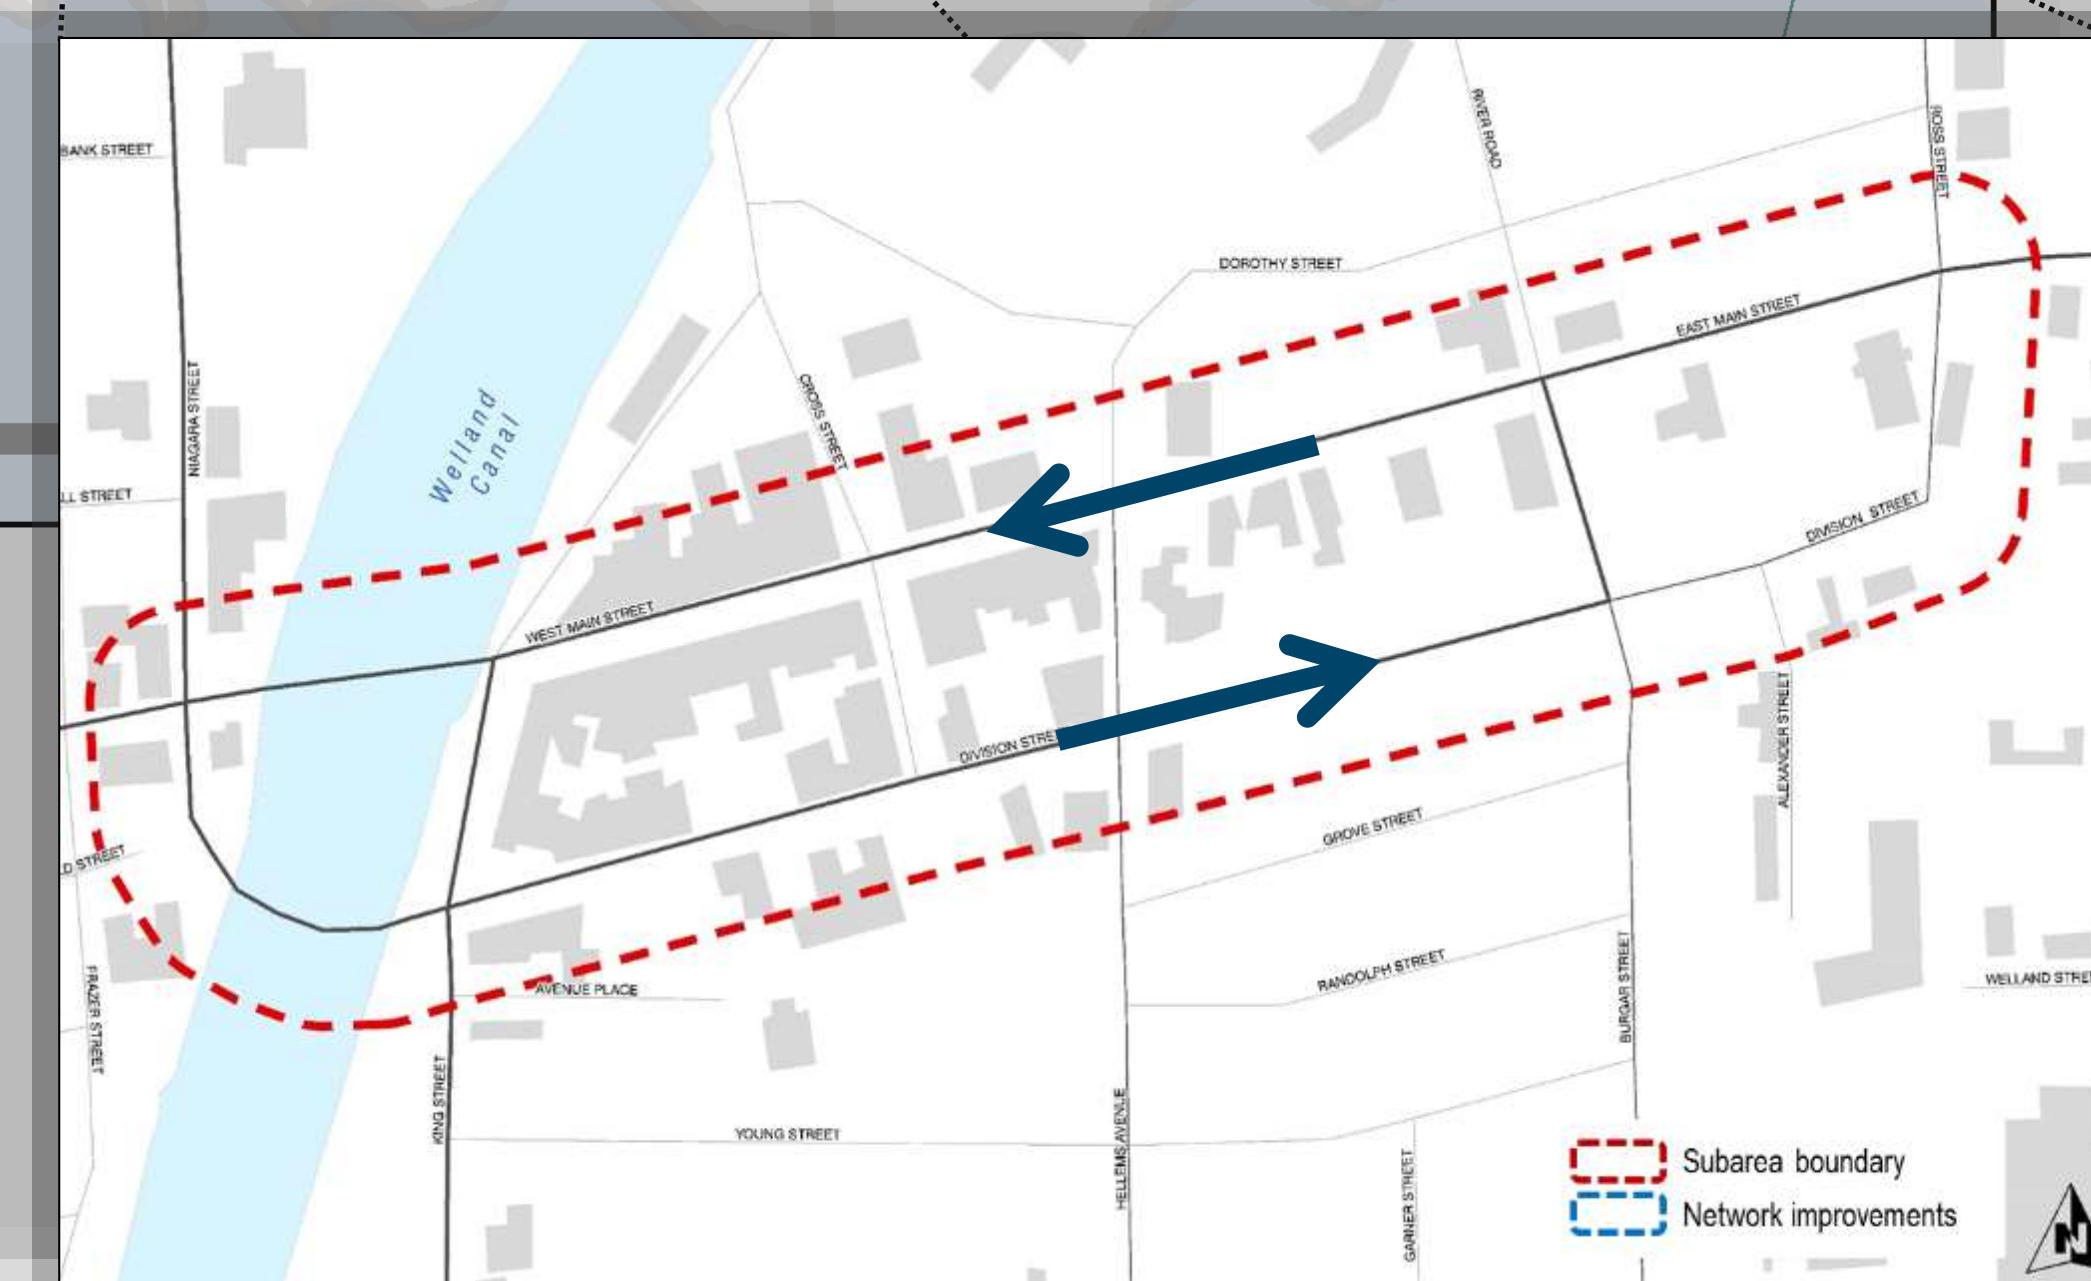 BANK STREET
RIVER ROAD
ROSS STREET
DOROTHY STREET
EAST MAIN STREET
NIAGARA STREET
CROSS STREET
Welland
Canal
LL STREET
DIVISION STREET
WEST MAIN STREET
DIVISION STREE
ALEXANDER STREET
GROVE STREET
D STREET
RANDOLPH STREET
BURGAR STREET
WELLAND STRE
AVENUE PLACE
FRAZER STREET
KING STREET
YOUNG STREET
HELLEMS AVENUE
GARNER STREET
Subarea boundary
Network improvements
N